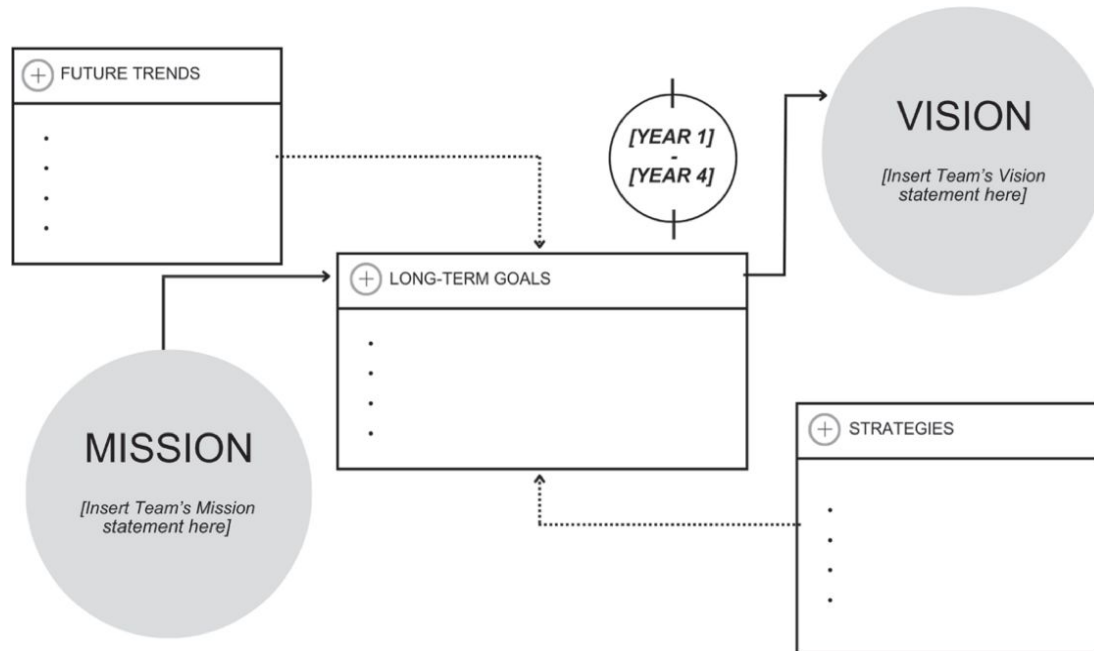 FUTURE TRENDS
[YEAR 1]
-
[YEAR 4]
VISION
[Insert Team's Vision
statement here]
LONG-TERM GOALS
MISSION
[Insert Team's Mission
statement here]
STRATEGIES